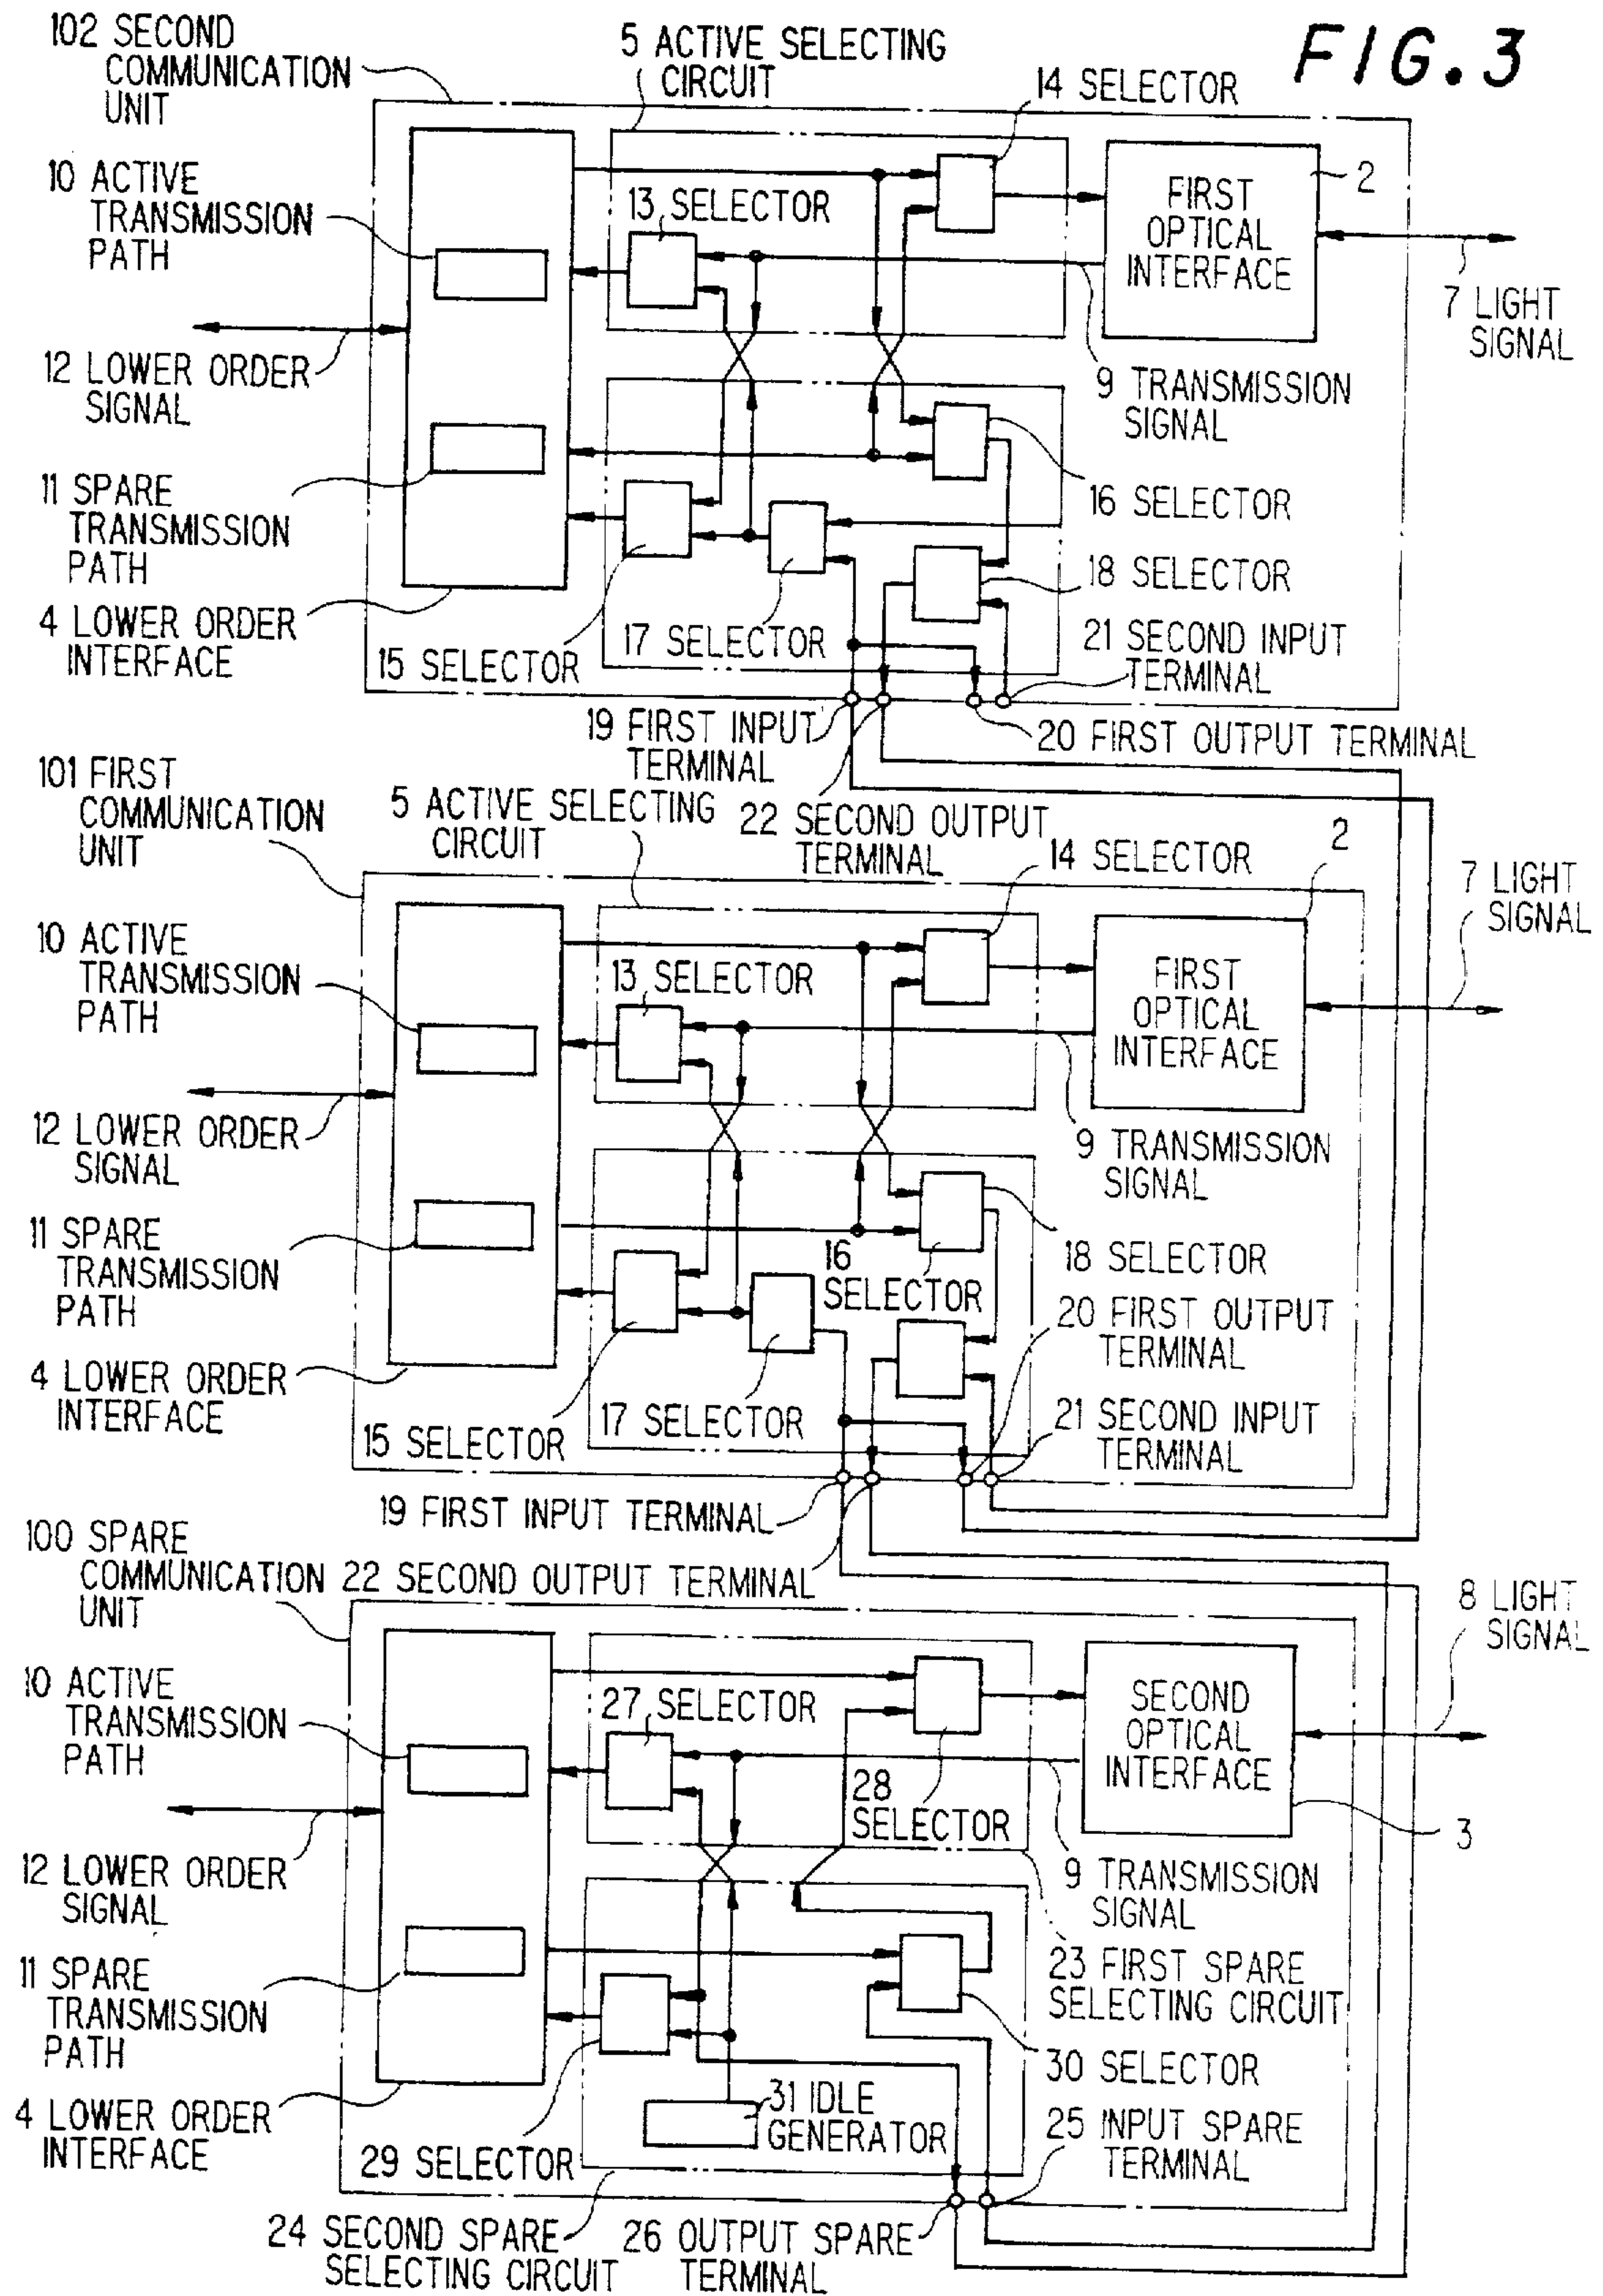 FIG.3
102 SECOND
COMMUNICATION
UNIT
5 ACTIVE SELECTING
CIRCUIT
14 SELECTOR
10 ACTIVE
TRANSMISSION
PATH
13 SELECTOR
FIRST
OPTICAL
INTERFACE
2
7 LIGHT
SIGNAL
12 LOWER ORDER
SIGNAL
9 TRANSMISSION
SIGNAL
11 SPARE
TRANSMISSION
PATH
16 SELECTOR
18 SELECTOR
4 LOWER ORDER
INTERFACE
15 SELECTOR
17 SELECTOR
21 SECOND INPUT
TERMINAL
19 FIRST INPUT
TERMINAL
20 FIRST OUTPUT TERMINAL
22 SECOND OUTPUT
TERMINAL
101 FIRST
COMMUNICATION
UNIT
5 ACTIVE SELECTING
CIRCUIT
14 SELECTOR
2
7 LIGHT
SIGNAL
10 ACTIVE
TRANSMISSION
PATH
13 SELECTOR
FIRST
OPTICAL
INTERFACE
12 LOWER ORDER
SIGNAL
9 TRANSMISSION
SIGNAL
11 SPARE
TRANSMISSION
PATH
16
SELECTOR
18 SELECTOR
20 FIRST OUTPUT
TERMINAL
4 LOWER ORDER
INTERFACE
15 SELECTOR
17 SELECTOR
21 SECOND INPUT
TERMINAL
19 FIRST INPUT TERMINAL
22 SECOND OUTPUT TERMINAL
100 SPARE
COMMUNICATION
UNIT
8 LIGHT
SIGNAL
10 ACTIVE
TRANSMISSION
PATH
27 SELECTOR
28
SELECTOR
SECOND
OPTICAL
INTERFACE
3
12 LOWER ORDER
SIGNAL
9 TRANSMISSION
SIGNAL
11 SPARE
TRANSMISSION
PATH
23 FIRST SPARE
SELECTING CIRCUIT
30 SELECTOR
31 IDLE
GENERATOR
4 LOWER ORDER
INTERFACE
29 SELECTOR
25 INPUT SPARE
TERMINAL
24 SECOND SPARE
SELECTING CIRCUIT
26 OUTPUT SPARE
TERMINAL